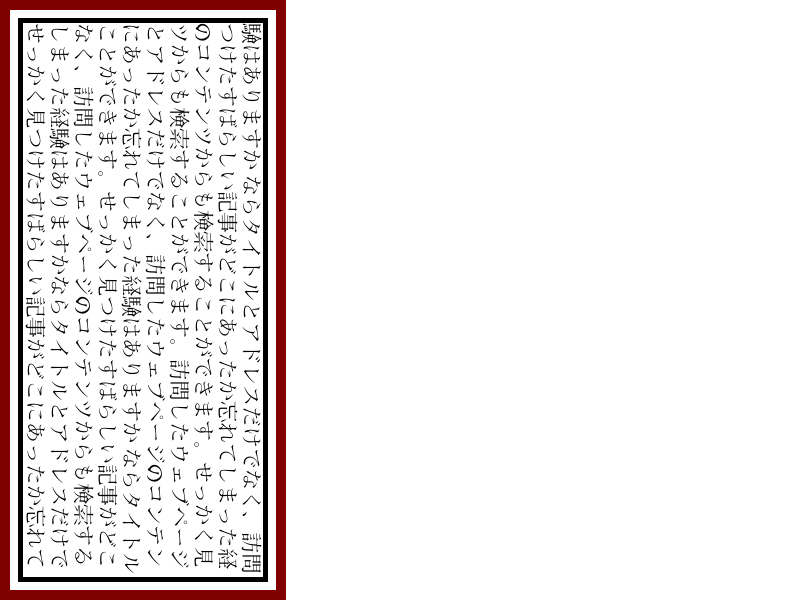 せっかく見つけたすばらしい記事がどこにあったか忘れて
しまった経験はありますかならタイトルとアドレスだけで
なく、訪問したウェブページのコンテンツからも検索する
ことができます。せっかく見つけたすばらしい記事がどこ
にあったか忘れてしまった経験はありますかならタイトル
とアドレスだけでなく、訪問したウェブページのコンテン
ツからも検索することができます。訪問したウェブページ
のコンテンツからも検索することができます。せっかく見
つけたすばらしい記事がどこにあったか忘れてしまった経
験はありますかならタイトルとアドレスだけでなく、訪問